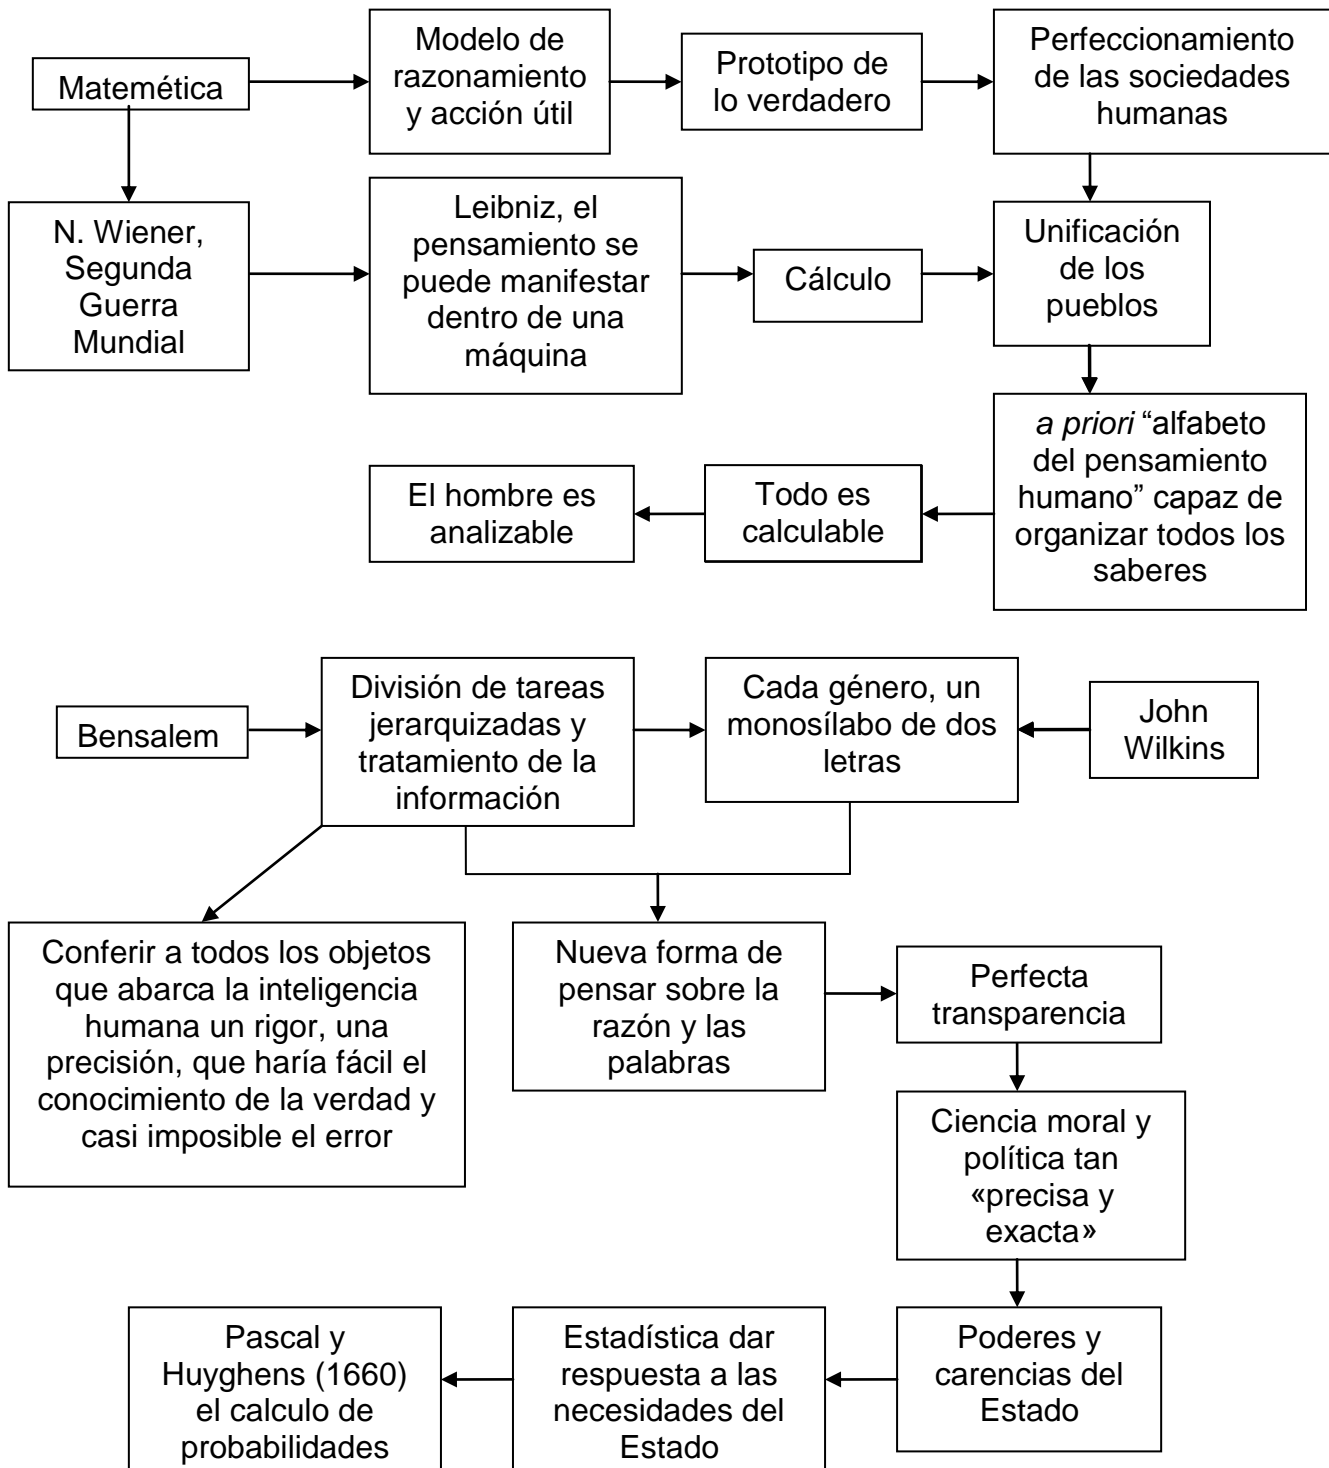 Matemética
Modelo de
razonamiento
y acción útil
Prototipo de
lo verdadero
Perfeccionamiento
de las sociedades
humanas
N. Wiener,
Segunda
Guerra
Mundial
Leibniz, el
pensamiento se
puede manifestar
dentro de una
máquina
Cálculo
Unificación
de los
pueblos
El hombre es
analizable
Todo es
calculable
a priori “alfabeto
del pensamiento
humano” capaz de
organizar todos los
saberes
Bensalem
División de tareas
jerarquizadas y
tratamiento de la
información
Cada género, un
monosílabo de dos
letras
John
Wilkins
Conferir a todos los objetos
que abarca la inteligencia
humana un rigor, una
precisión, que haría fácil el
conocimiento de la verdad y
casi imposible el error
Nueva forma de
pensar sobre la
razón y las
palabras
Perfecta
transparencia
Ciencia moral y
política tan
«precisa y
exacta»
Pascal y
Huyghens (1660)
el calculo de
probabilidades
Estadística dar
respuesta a las
necesidades del
Estado
Poderes y
carencias del
Estado